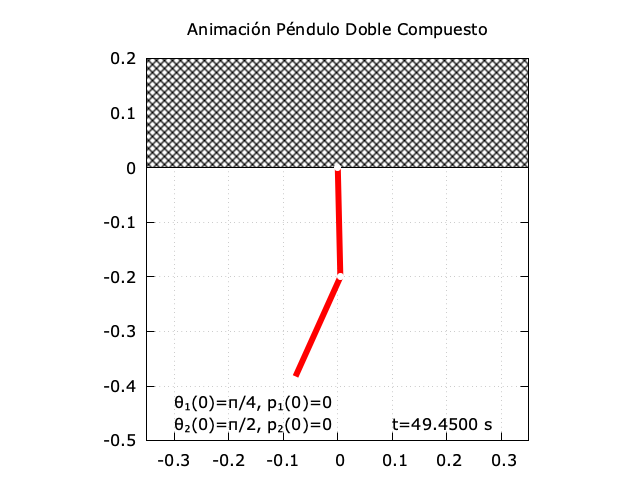 Animación Péndulo Doble Compuesto
0.2
0.1
0
-0.1
-0.2
-0.3
-0.4
-0.5
θ₁(0)=π/4, p₁(0)=0
θ₂(0)=π/2, p₂(0)=0 t=49.4500 s
-0.3 -0.2 -0.1 0 0.1 0.2 0.3